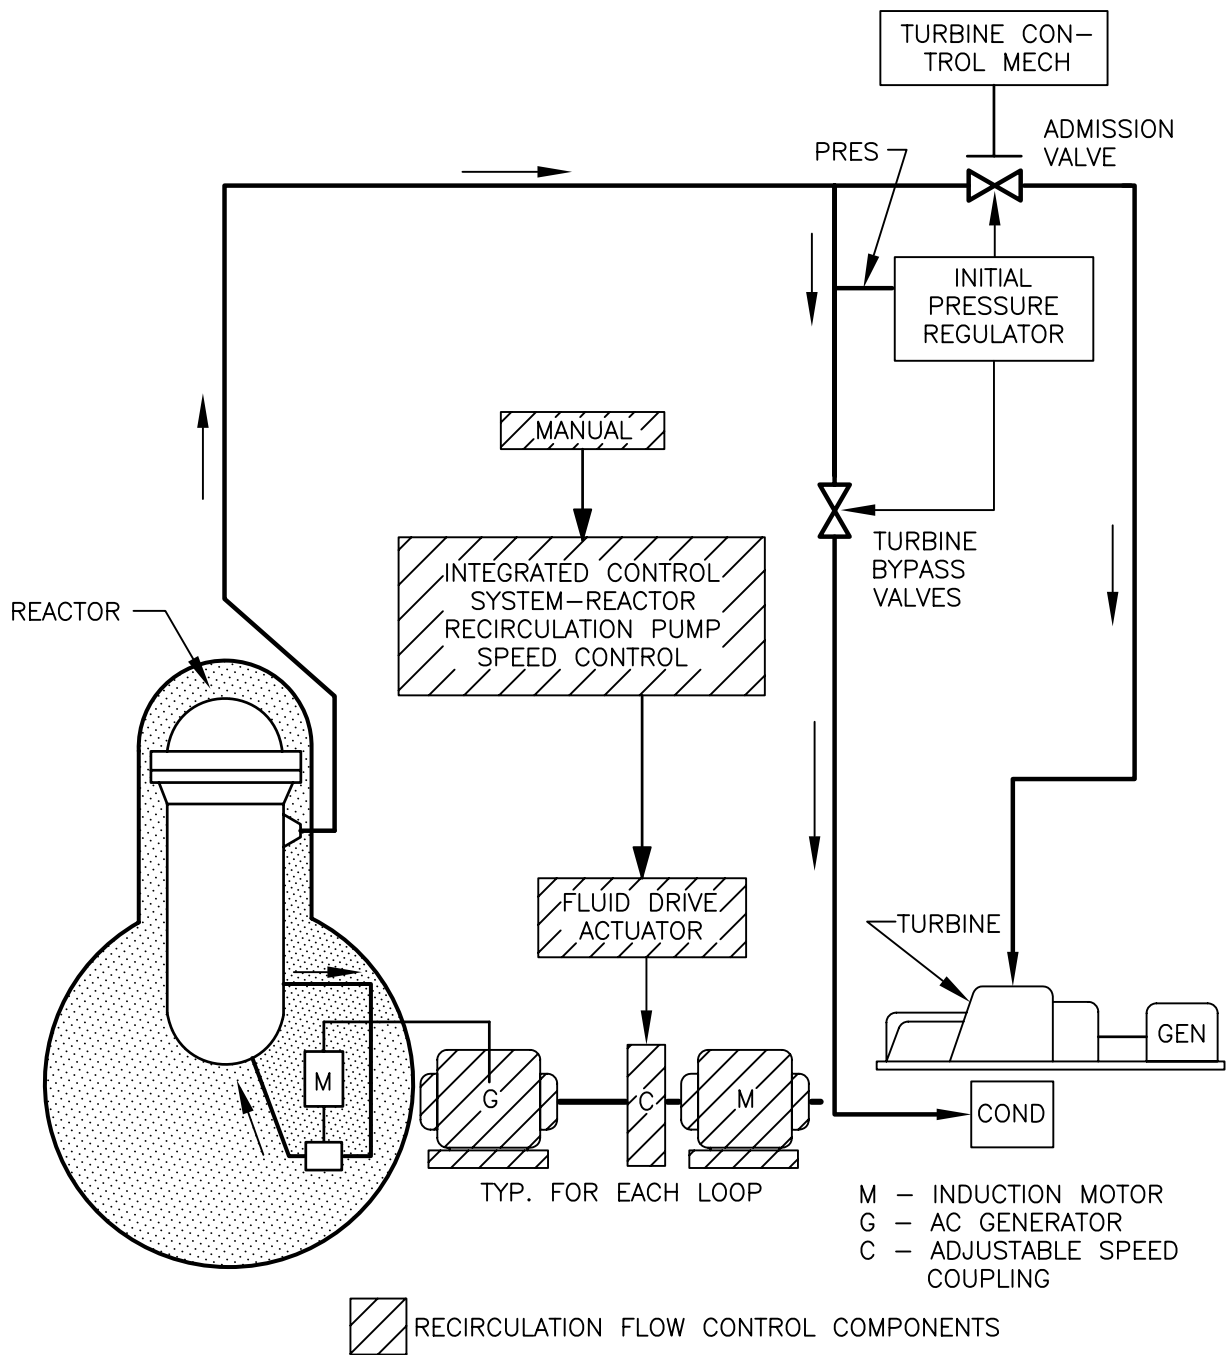 TURBINE CON-
TROL MECH
ADMISSION
VALVE
PRES
INITIAL
PRESSURE
REGULATOR
MANUAL
INTEGRATED CONTROL
SYSTEM-REACTOR
RECIRCULATION PUMP
SPEED CONTROL
TURBINE
BYPASS
VALVES
REACTOR
FLUID DRIVE
ACTUATOR
TURBINE
GEN
M
G
C
M
COND
TYP. FOR EACH LOOP
M - INDUCTION MOTOR
G - AC GENERATOR
C - ADJUSTABLE SPEED
COUPLING
RECIRCULATION FLOW CONTROL COMPONENTS